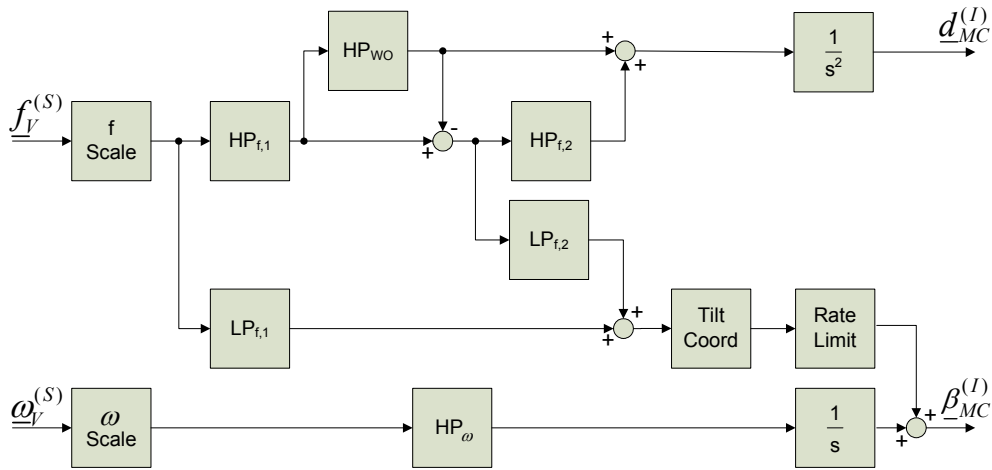 HP_WO
+
+
1
s²
d_MC^(I)
f_V^(S)
f
Scale
HP_f,1
-
+
HP_f,2
LP_f,2
LP_f,1
+
+
Tilt
Coord
Rate
Limit
ω_V^(S)
ω
Scale
HP_ω
1
s
+
+
β_MC^(I)